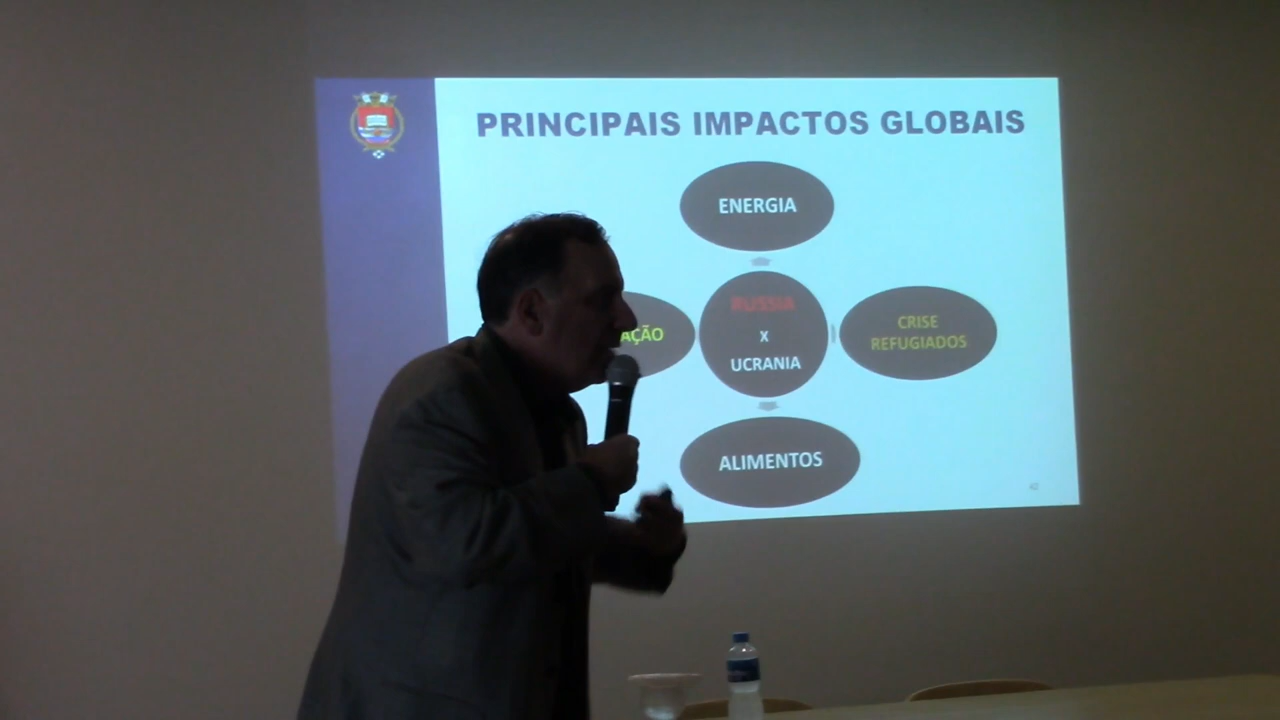 PRINCIPAIS IMPACTOS GLOBAIS
ENERGIA
AÇÃO
RUSSIA
X
UCRANIA
CRISE
REFUGIADOS
ALIMENTOS